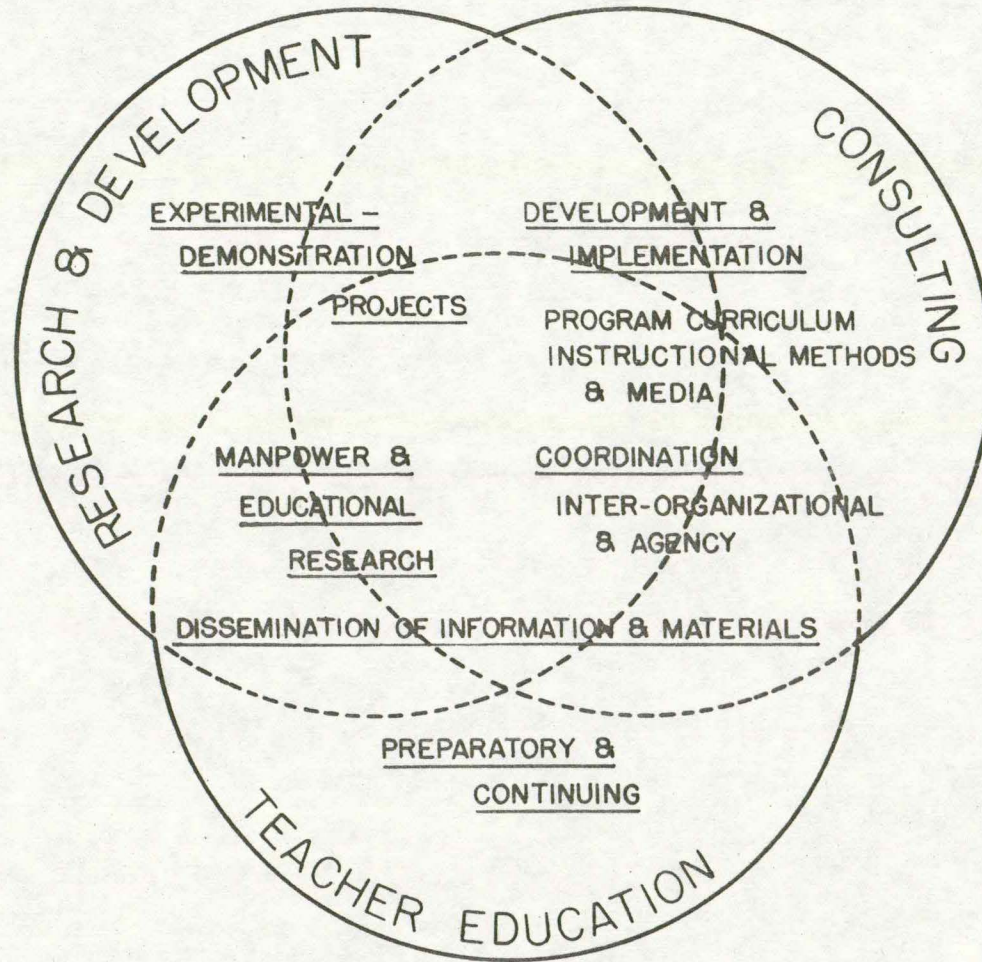 RESEARCH & DEVELOPMENT
CONSULTING
EXPERIMENTAL –
DEMONSTRATION
PROJECTS
DEVELOPMENT &
IMPLEMENTATION
PROGRAM CURRICULUM
INSTRUCTIONAL METHODS
& MEDIA
MANPOWER &
EDUCATIONAL
RESEARCH
COORDINATION
INTER-ORGANIZATIONAL
& AGENCY
DISSEMINATION OF INFORMATION & MATERIALS
PREPARATORY &
CONTINUING
TEACHER EDUCATION